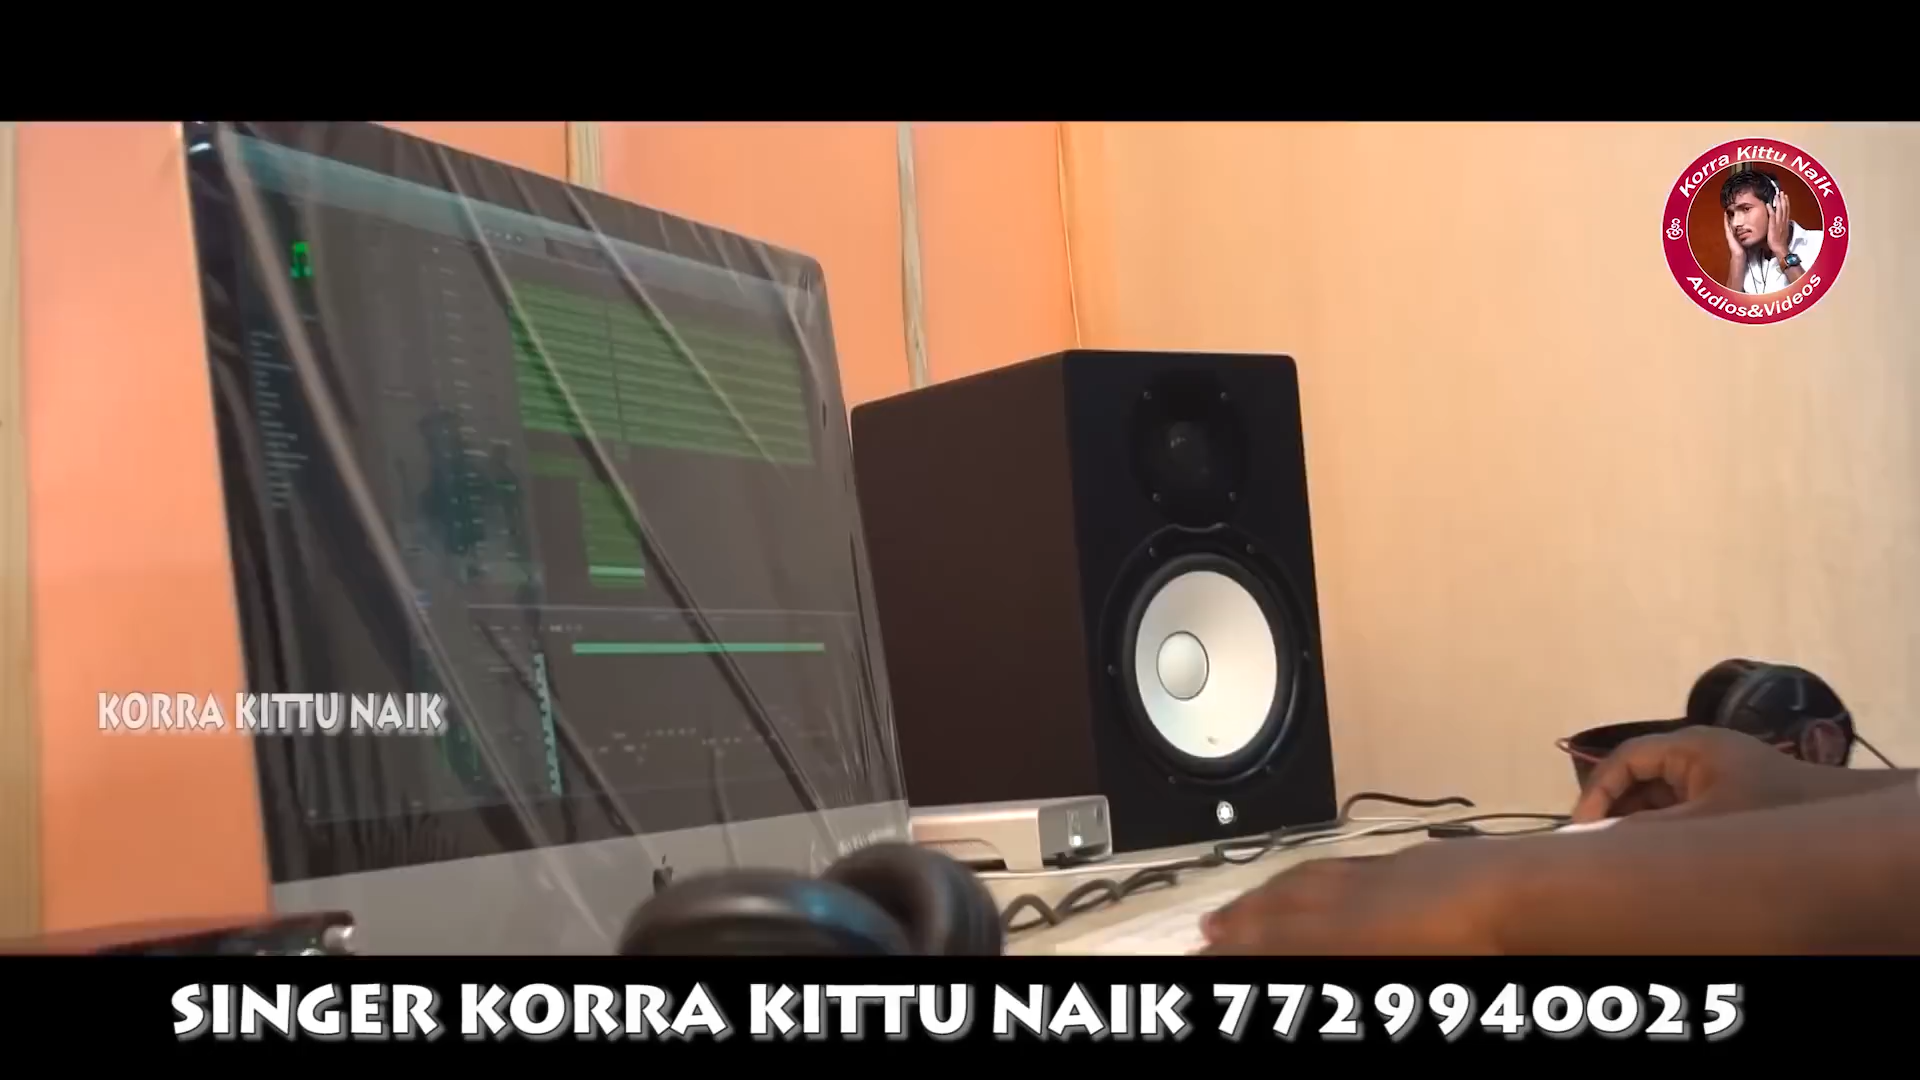 Korra Kittu Naik
Audios&Videos
KORRA KITTU NAIK
SINGER KORRA KITTU NAIK 7729940025